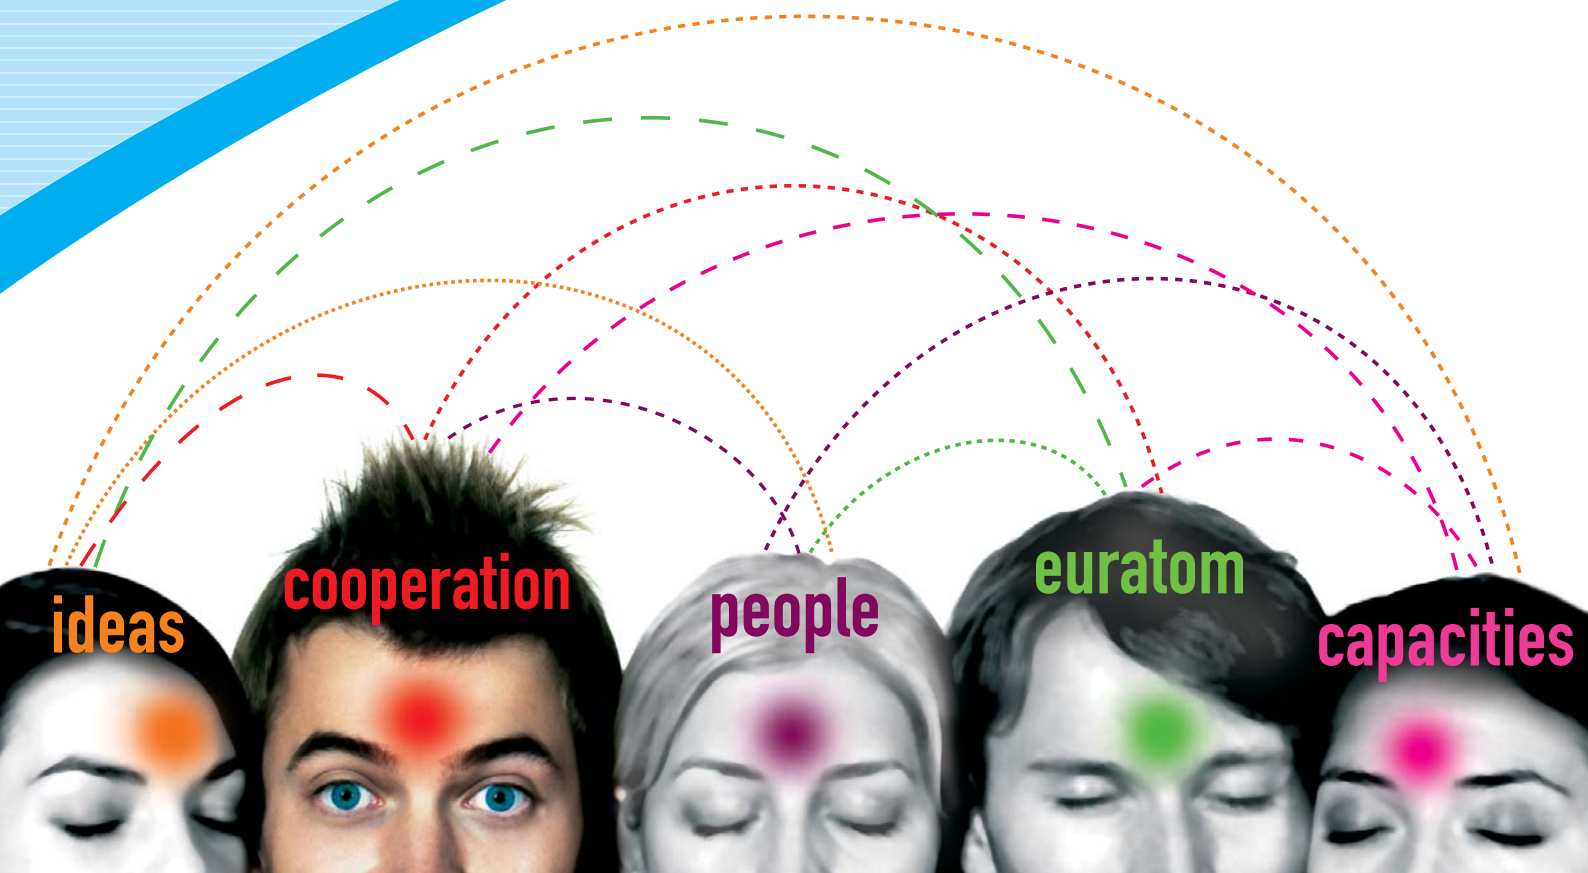 ideas
cooperation
people
euratom
capacities